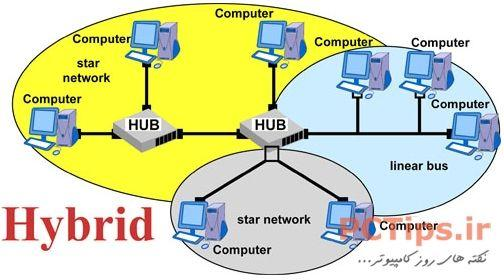 Computer
Computer
Computer
Computer
star
network
Computer
Computer
HUB
HUB
linear bus
star network
Computer
Computer
Hybrid
PCTips.ir
نکته های روز کامپیوتر...